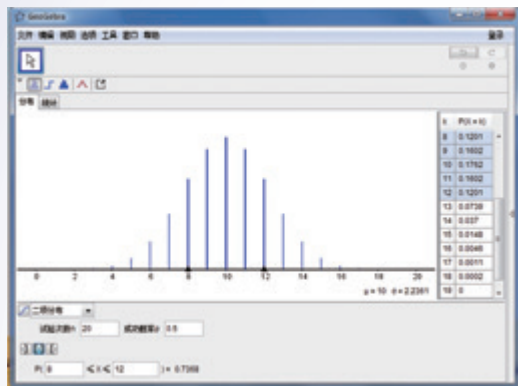 GeoGebra
文件 编辑 视图 选项 工具 窗口 帮助
登录
分布 统计
k P(X = k)
8 0.1201
9 0.1602
10 0.1762
11 0.1602
12 0.1201
13 0.0739
14 0.037
15 0.0148
16 0.0046
17 0.0011
18 0.0002
19 0
0 2 4 6 8 10 12 14 16 18 20
μ = 10 σ = 2.2361
二项分布
试验次数n 20 成功概率p 0.5
P( 8 ≤ X ≤ 12 ) = 0.7368